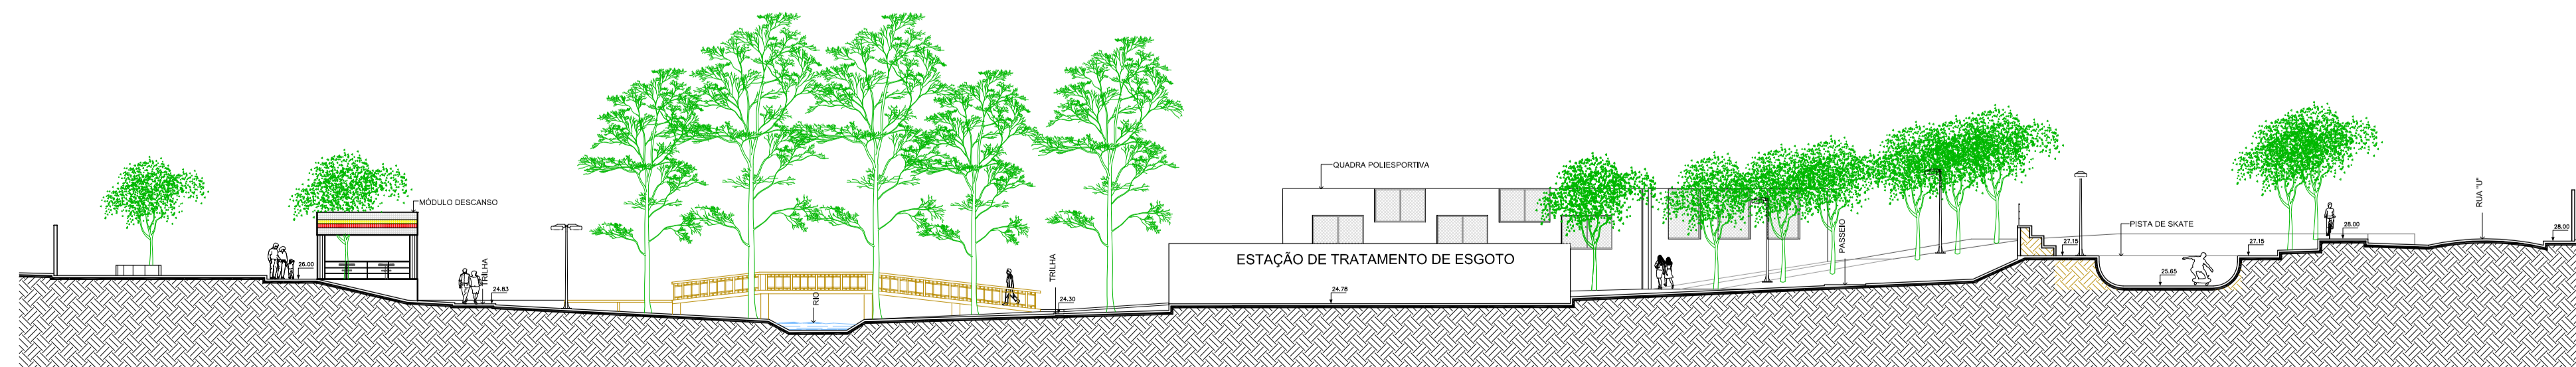 MÓDULO DESCANSO
26.00
TRILHA
24.83
RIO
TRILHA
24.30
QUADRA POLIESPORTIVA
ESTAÇÃO DE TRATAMENTO DE ESGOTO
24.78
PASSEIO
27.15
PISTA DE SKATE
25.65
27.15
28.00
RUA "U"
28.00